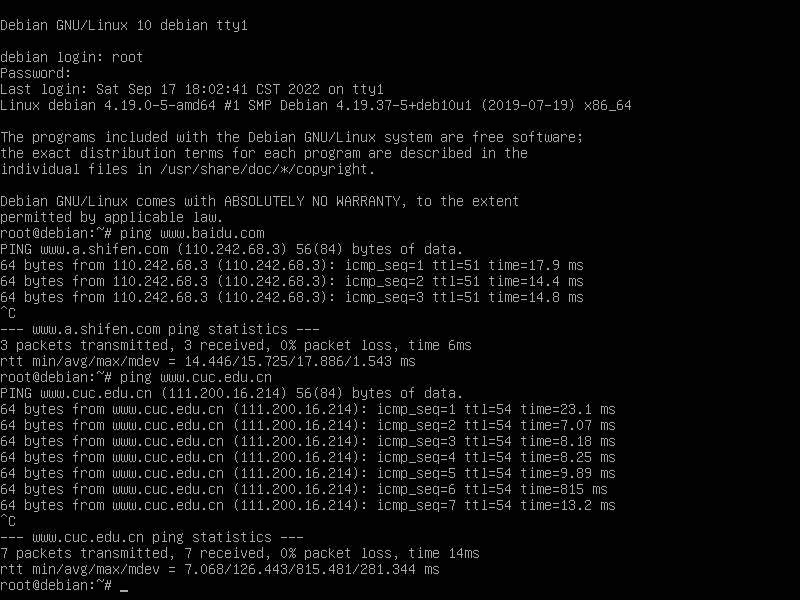 Debian GNU/Linux 10 debian tty1
debian login: root
Password:
Last login: Sat Sep 17 18:02:41 CST 2022 on tty1
Linux debian 4.19.0-5-amd64 #1 SMP Debian 4.19.37-5+deb10u1 (2019-07-19) x86_64
The programs included with the Debian GNU/Linux system are free software;
the exact distribution terms for each program are described in the
individual files in /usr/share/doc/*/copyright.
Debian GNU/Linux comes with ABSOLUTELY NO WARRANTY, to the extent
permitted by applicable law.
root@debian:~# ping www.baidu.com
PING www.a.shifen.com (110.242.68.3) 56(84) bytes of data.
64 bytes from 110.242.68.3 (110.242.68.3): icmp_seq=1 ttl=51 time=17.9 ms
64 bytes from 110.242.68.3 (110.242.68.3): icmp_seq=2 ttl=51 time=14.4 ms
64 bytes from 110.242.68.3 (110.242.68.3): icmp_seq=3 ttl=51 time=14.8 ms
^C
--- www.a.shifen.com ping statistics ---
3 packets transmitted, 3 received, 0% packet loss, time 6ms
rtt min/avg/max/mdev = 14.446/15.725/17.886/1.543 ms
root@debian:~# ping www.cuc.edu.cn
PING www.cuc.edu.cn (111.200.16.214) 56(84) bytes of data.
64 bytes from www.cuc.edu.cn (111.200.16.214): icmp_seq=1 ttl=54 time=23.1 ms
64 bytes from www.cuc.edu.cn (111.200.16.214): icmp_seq=2 ttl=54 time=7.07 ms
64 bytes from www.cuc.edu.cn (111.200.16.214): icmp_seq=3 ttl=54 time=8.18 ms
64 bytes from www.cuc.edu.cn (111.200.16.214): icmp_seq=4 ttl=54 time=8.25 ms
64 bytes from www.cuc.edu.cn (111.200.16.214): icmp_seq=5 ttl=54 time=9.89 ms
64 bytes from www.cuc.edu.cn (111.200.16.214): icmp_seq=6 ttl=54 time=815 ms
64 bytes from www.cuc.edu.cn (111.200.16.214): icmp_seq=7 ttl=54 time=13.2 ms
^C
--- www.cuc.edu.cn ping statistics ---
7 packets transmitted, 7 received, 0% packet loss, time 14ms
rtt min/avg/max/mdev = 7.068/126.443/815.481/281.344 ms
root@debian:~# _